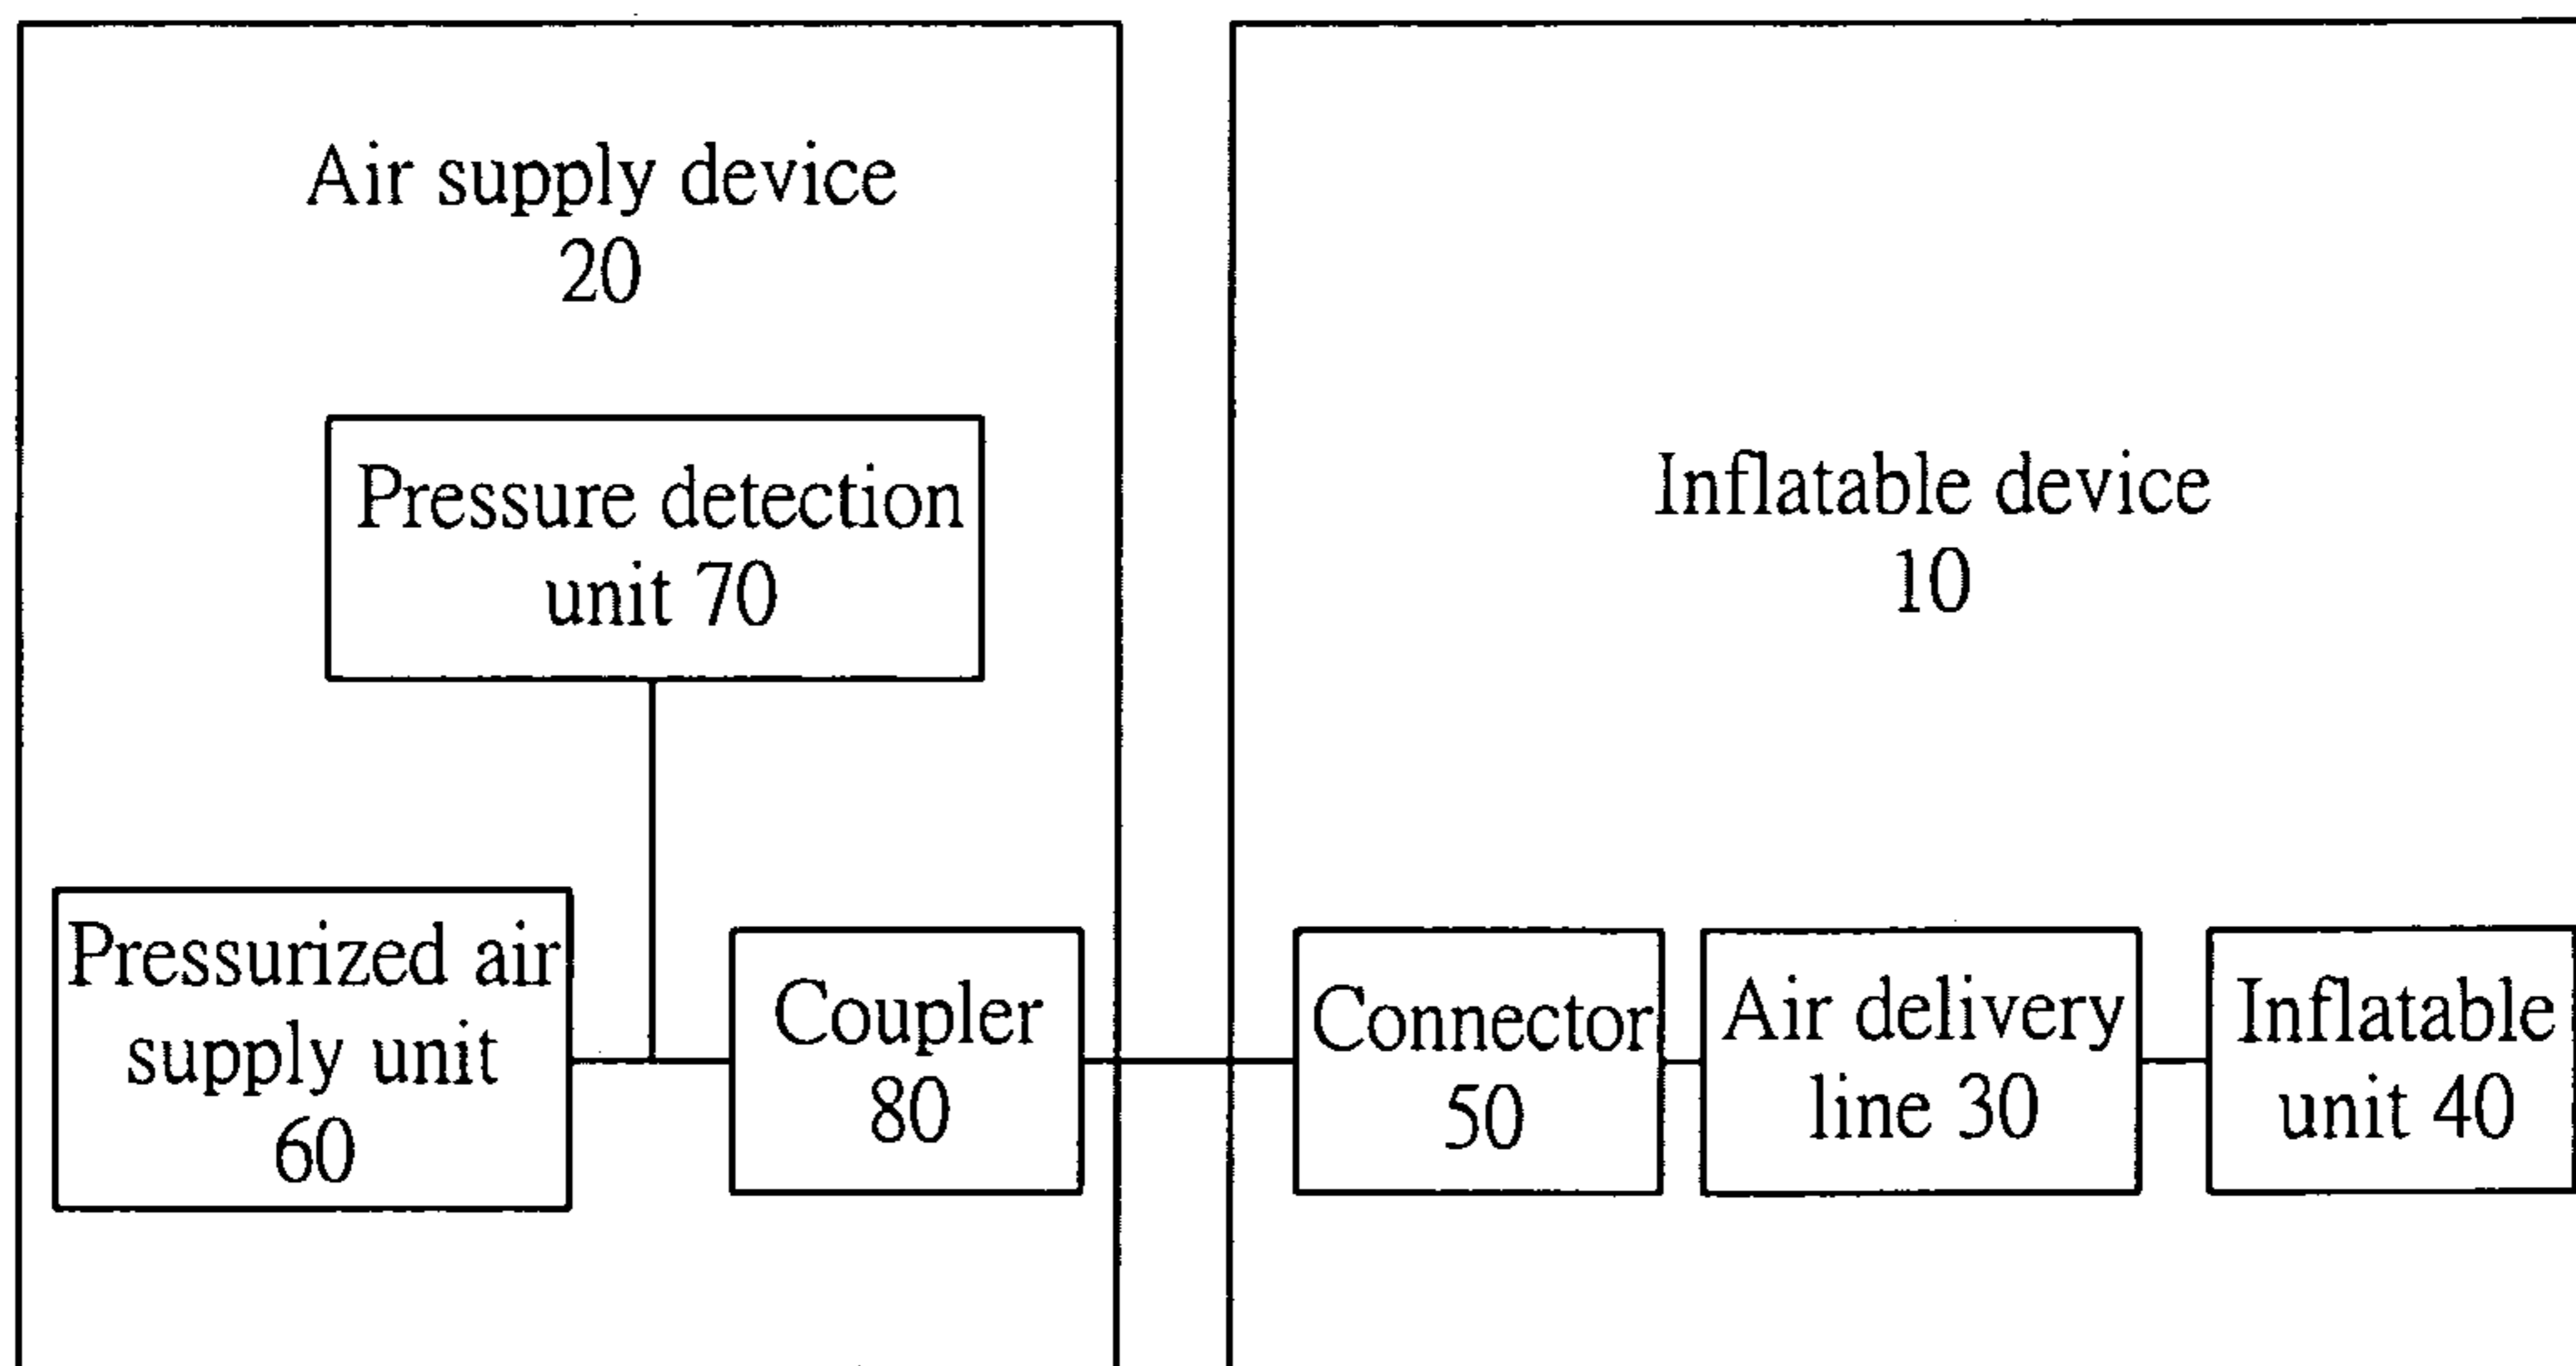 Air supply device
20
Pressure detection
unit 70
Pressurized air
supply unit
60
Coupler
80
Inflatable device
10
Connector
50
Air delivery
line 30
Inflatable
unit 40